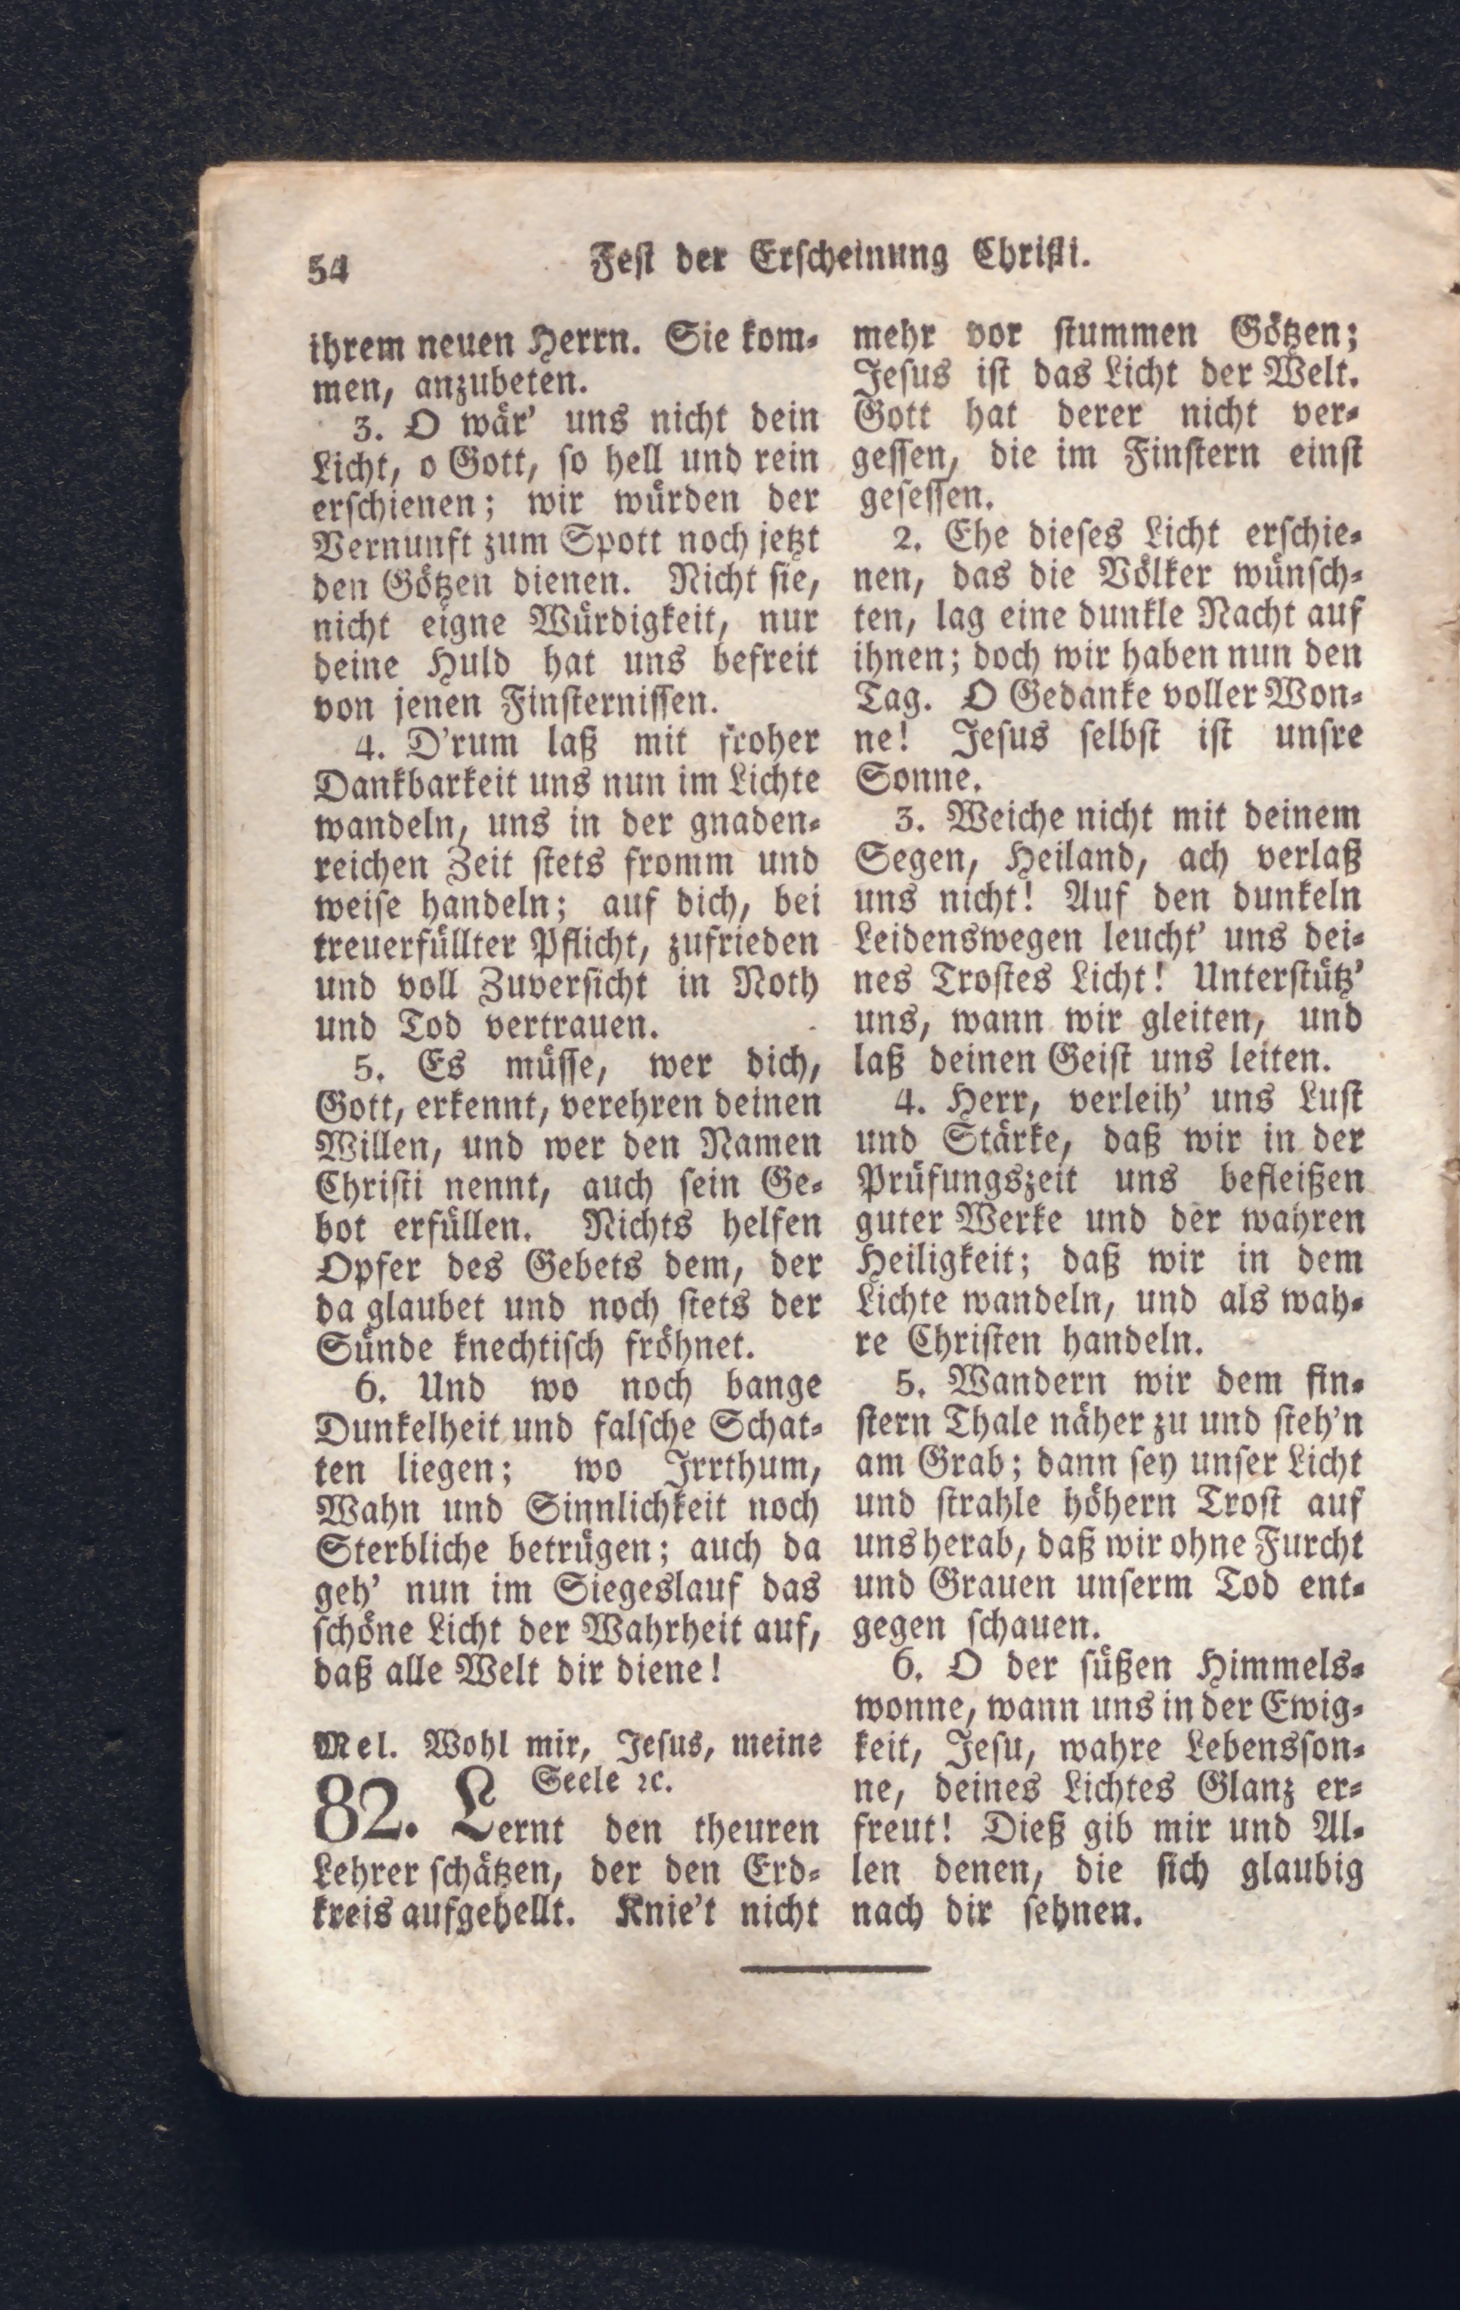 54
Fest der Erscheinung Christi.
ihrem neuen Herrn. Sie kom-
men, anzubeten.
3. O wär' uns nicht dein
Licht, o Gott, so hell und rein
erschienen; wir würden der
Vernunft zum Spott noch jetzt
den Götzen dienen. Nicht sie,
nicht eigne Würdigkeit, nur
deine Huld hat uns befreit
von jenen Finsternissen.
4. D'rum laß mit froher
Dankbarkeit uns nun im Lichte
wandeln, uns in der gnaden-
reichen Zeit stets fromm und
weise handeln; auf dich, bei
treuerfüllter Pflicht, zufrieden
und voll Zuversicht in Noth
und Tod vertrauen.
5. Es müsse, wer dich,
Gott, erkennt, verehren deinen
Willen, und wer den Namen
Christi nennt, auch sein Ge-
bot erfüllen. Nichts helfen
Opfer des Gebets dem, der
da glaubet und noch stets der
Sünde knechtisch fröhnet.
6. Und wo noch bange
Dunkelheit und falsche Schat-
ten liegen; wo Irrthum,
Wahn und Sinnlichkeit noch
Sterbliche betrügen; auch da
geh' nun im Siegeslauf das
schöne Licht der Wahrheit auf,
daß alle Welt dir diene!
Mel. Wohl mir, Jesus, meine
Seele ꝛc.
82. Lernt den theuren
Lehrer schätzen, der den Erd-
kreis aufgehellt. Knie't nicht
mehr vor stummen Götzen;
Jesus ist das Licht der Welt.
Gott hat derer nicht ver-
gessen, die im Finstern einst
gesessen.
2. Ehe dieses Licht erschie-
nen, das die Völker wünsch-
ten, lag eine dunkle Nacht auf
ihnen; doch wir haben nun den
Tag. O Gedanke voller Won-
ne! Jesus selbst ist unsre
Sonne.
3. Weiche nicht mit deinem
Segen, Heiland, ach verlaß
uns nicht! Auf den dunkeln
Leidenswegen leucht' uns dei-
nes Trostes Licht! Unterstütz'
uns, wann wir gleiten, und
laß deinen Geist uns leiten.
4. Herr, verleih' uns Lust
und Stärke, daß wir in der
Prüfungszeit uns befleißen
guter Werke und der wahren
Heiligkeit; daß wir in dem
Lichte wandeln, und als wah-
re Christen handeln.
5. Wandern wir dem fin-
stern Thale näher zu und steh'n
am Grab; dann sey unser Licht
und strahle höhern Trost auf
uns herab, daß wir ohne Furcht
und Grauen unserm Tod ent-
gegen schauen.
6. O der süßen Himmels-
wonne, wann uns in der Ewig-
keit, Jesu, wahre Lebensson-
ne, deines Lichtes Glanz er-
freut! Dieß gib mir und Al-
len denen, die sich glaubig
nach dir sehnen.